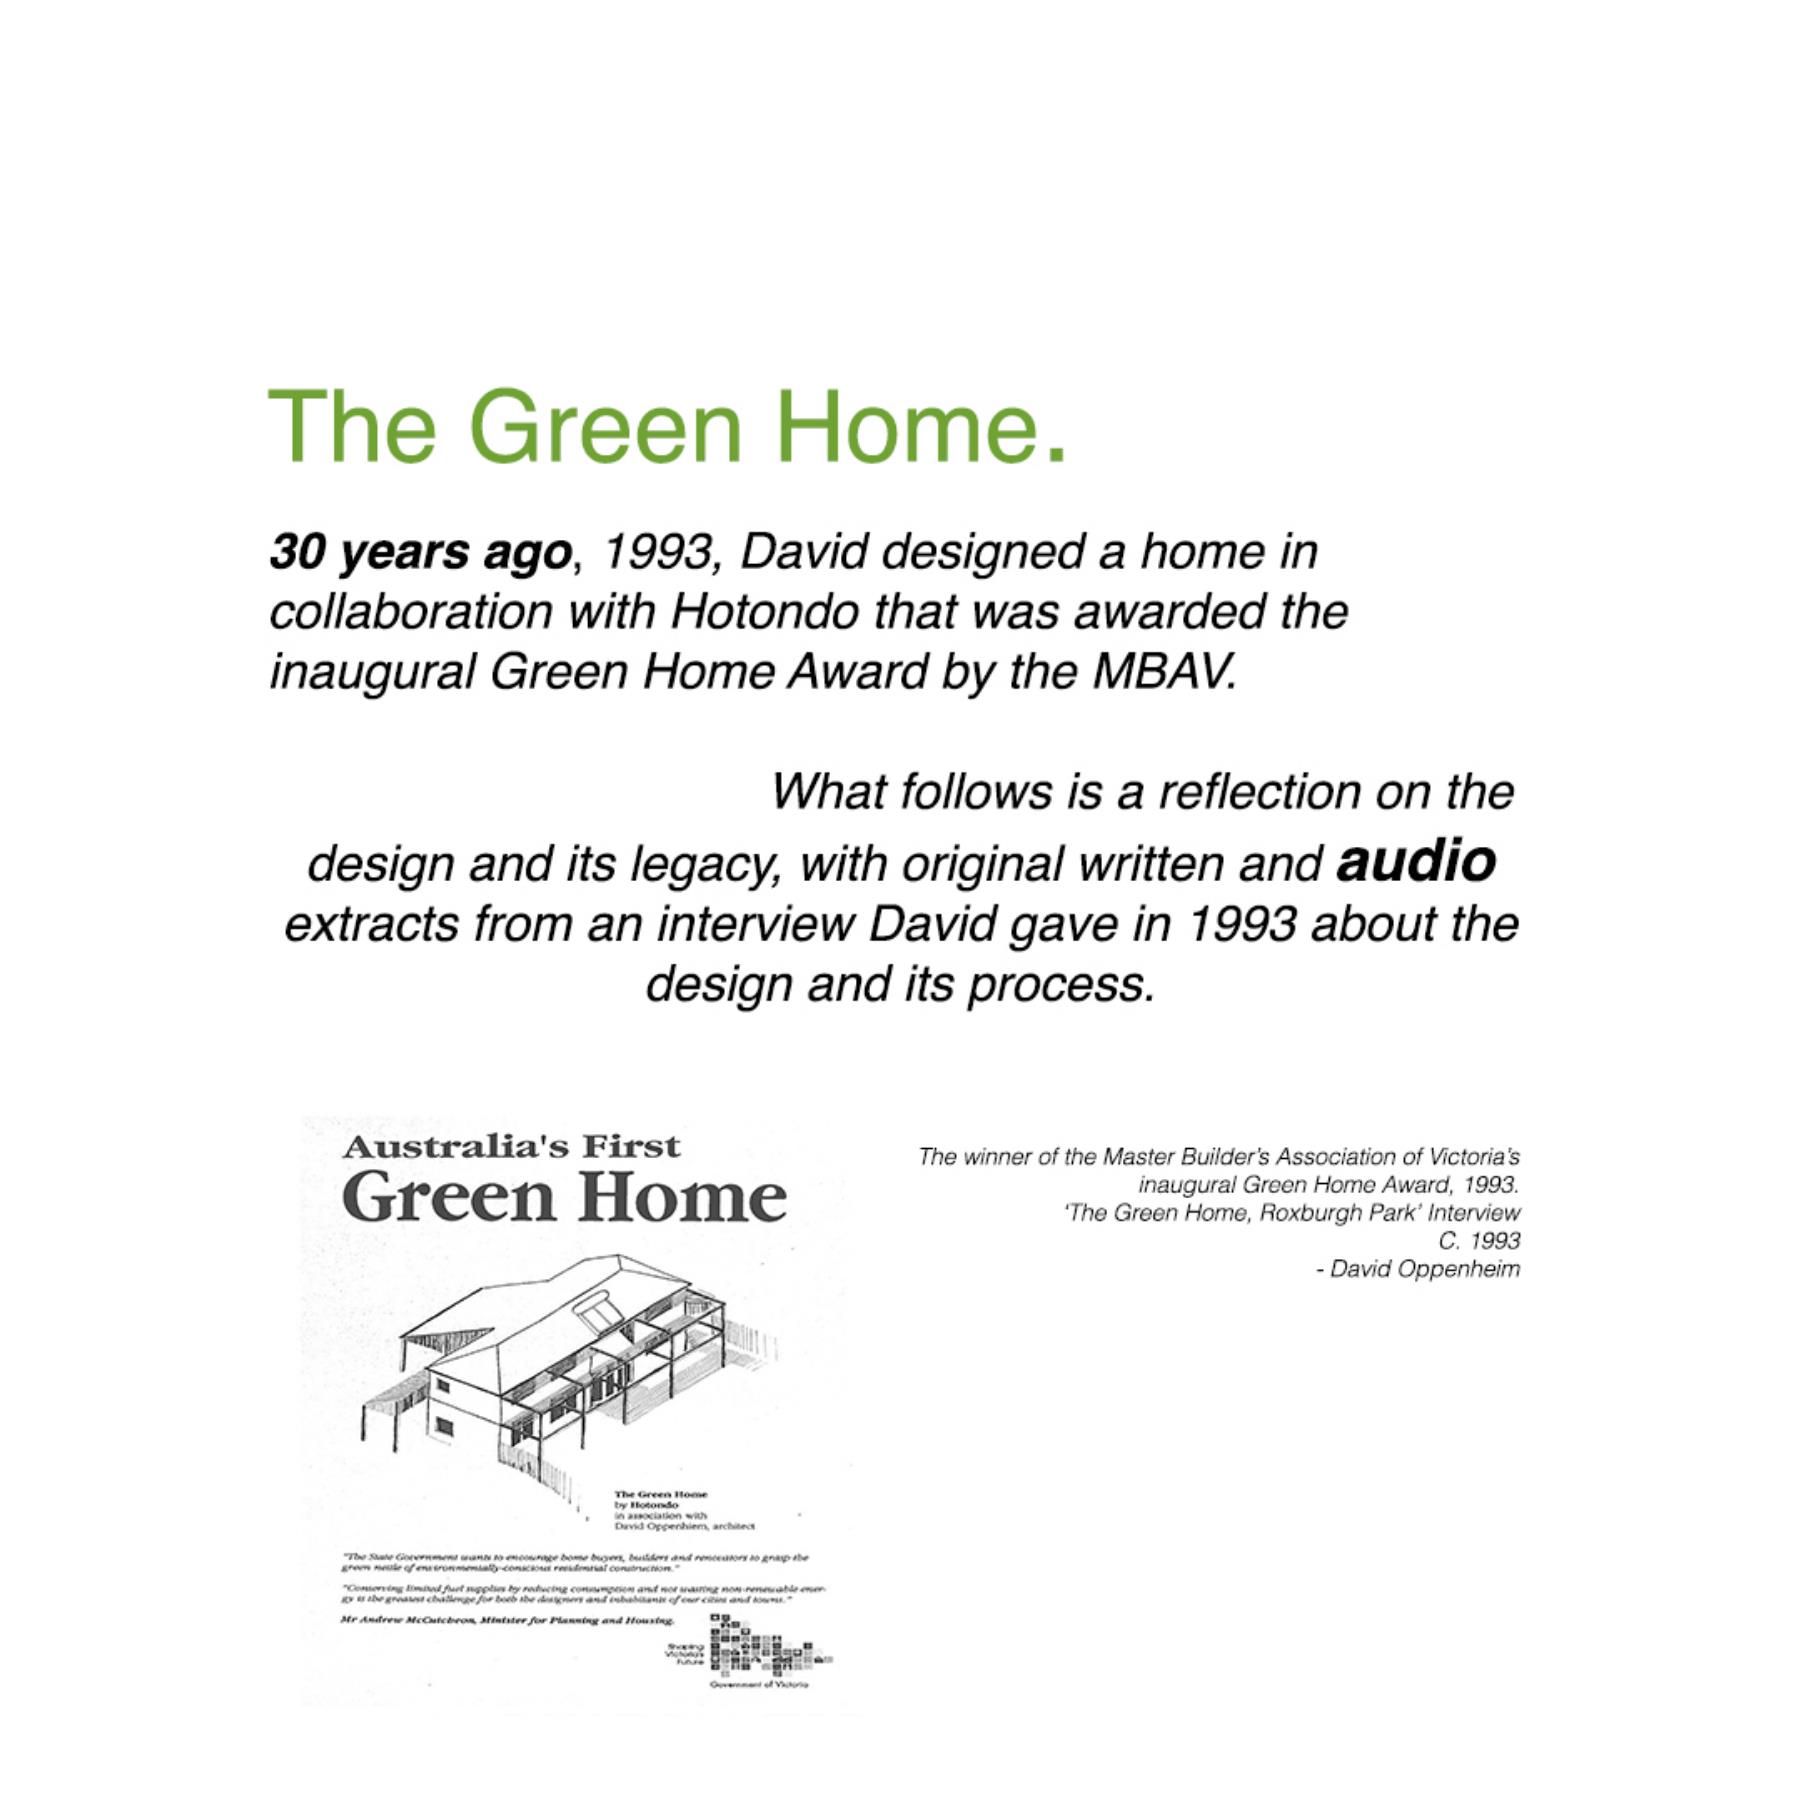 The Green Home.
30 years ago, 1993, David designed a home in
collaboration with Hotondo that was awarded the
inaugural Green Home Award by the MBAV.
What follows is a reflection on the
design and its legacy, with original written and audio
extracts from an interview David gave in 1993 about the
design and its process.
Australia's First
Green Home
The Green Home
by Hotondo
in association with
David Oppenhiem, architect
"The State Government wants to encourage home buyers, builders and renovators to grasp the
green nettle of environmentally-conscious residential construction."
"Conserving limited fuel supplies by reducing consumption and not wasting non-renewable ener-
gy is the greatest challenge for both the designers and inhabitants of our cities and towns."
Mr Andrew McCutcheon, Minister for Planning and Housing.
Shaping
Victoria's
Future
Government of Victoria
The winner of the Master Builder's Association of Victoria's
inaugural Green Home Award, 1993.
‘The Green Home, Roxburgh Park’ Interview
C. 1993
- David Oppenheim